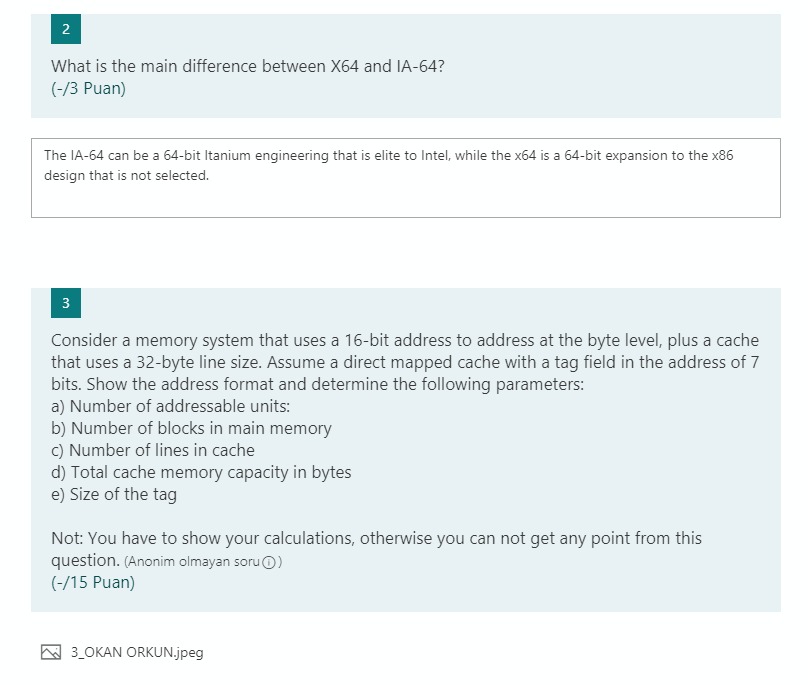 2
What is the main difference between X64 and IA-64?
(-/3 Puan)
The IA-64 can be a 64-bit Itanium engineering that is elite to Intel, while the x64 is a 64-bit expansion to the x86
design that is not selected.
3
Consider a memory system that uses a 16-bit address to address at the byte level, plus a cache
that uses a 32-byte line size. Assume a direct mapped cache with a tag field in the address of 7
bits. Show the address format and determine the following parameters:
a) Number of addressable units:
b) Number of blocks in main memory
c) Number of lines in cache
d) Total cache memory capacity in bytes
e) Size of the tag
Not: You have to show your calculations, otherwise you can not get any point from this
question. (Anonim olmayan soruⓘ)
(-/15 Puan)
3_OKAN ORKUN.jpeg